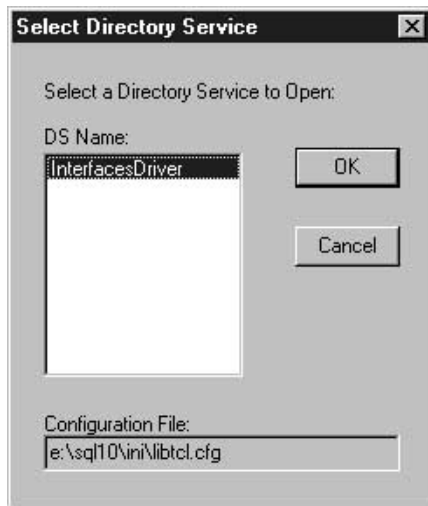 Select Directory Service
Select a Directory Service to Open:
DS Name:
InterfacesDriver
OK
Cancel
Configuration File:
e:\sql10\ini\libtcl.cfg